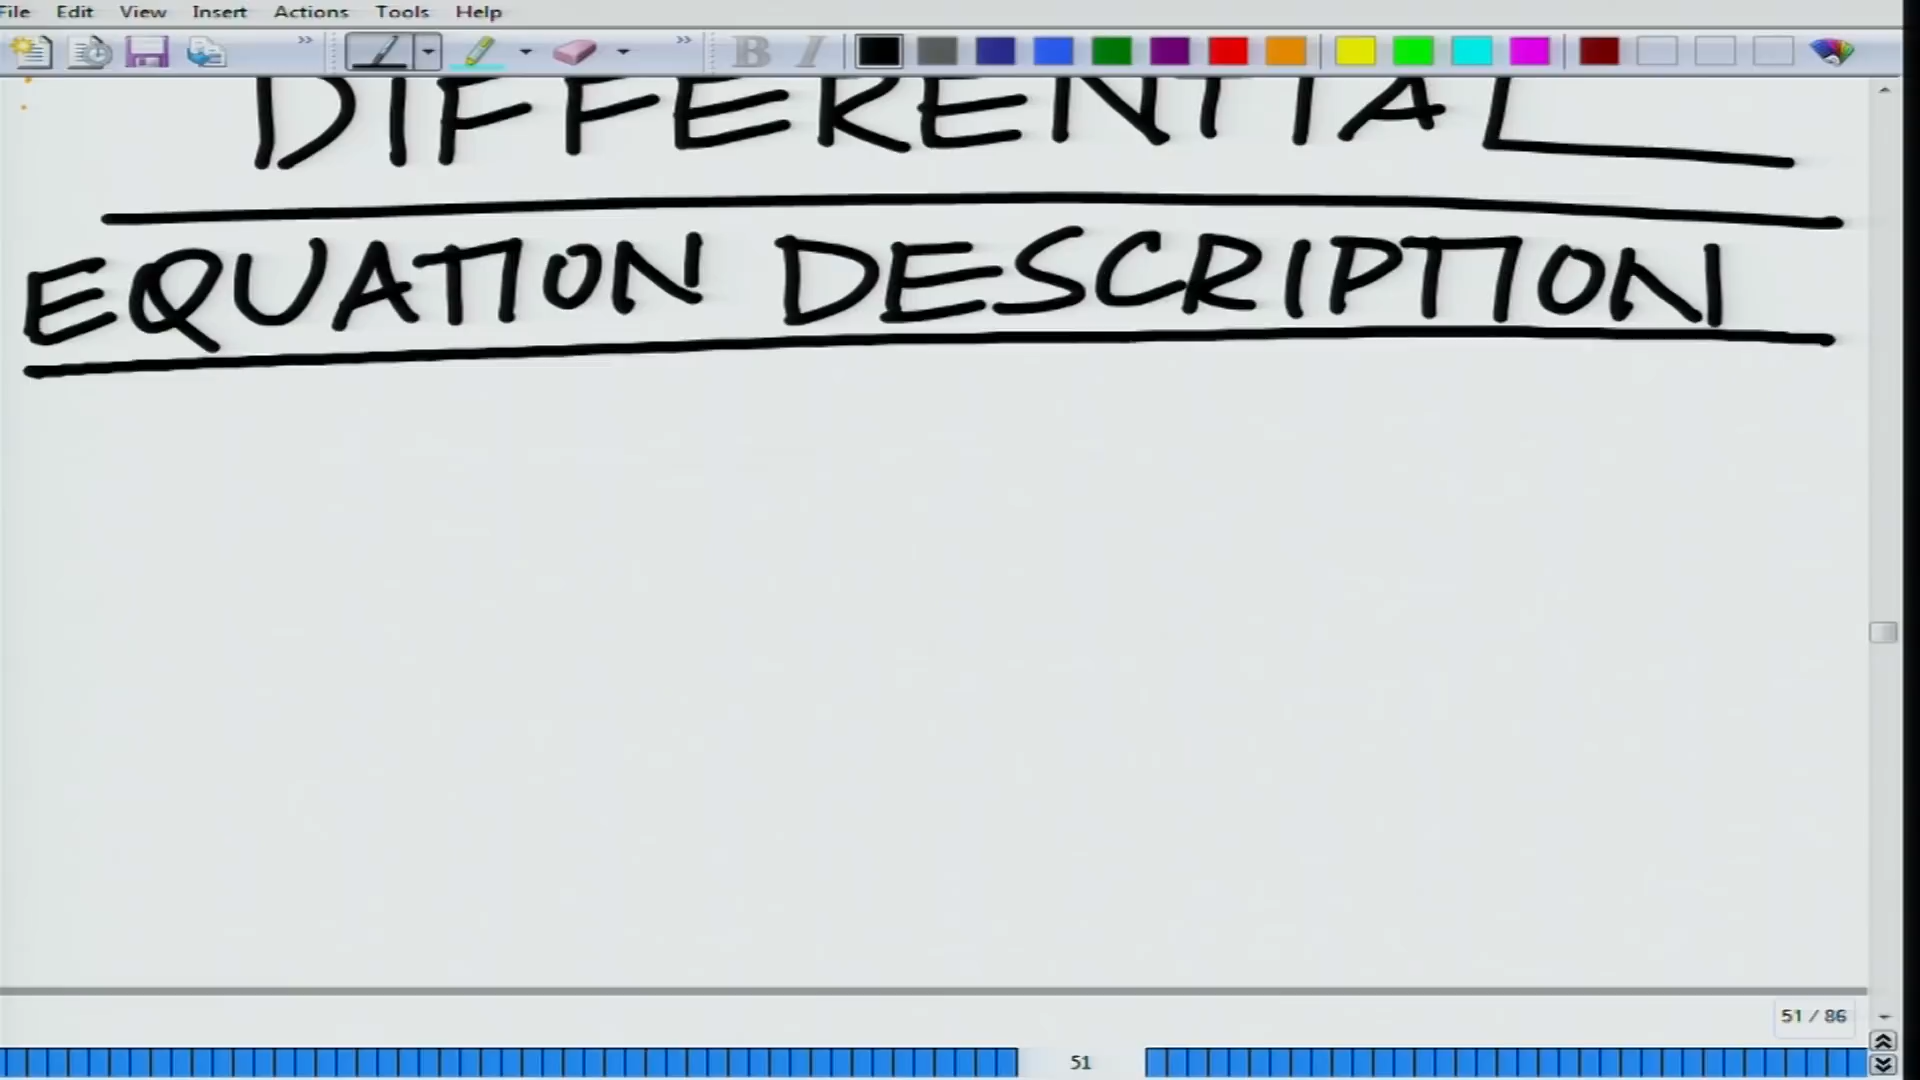 File Edit View Insert Actions Tools Help
B I
DIFFERENTIAL
EQUATION DESCRIPTION
51 / 86
51